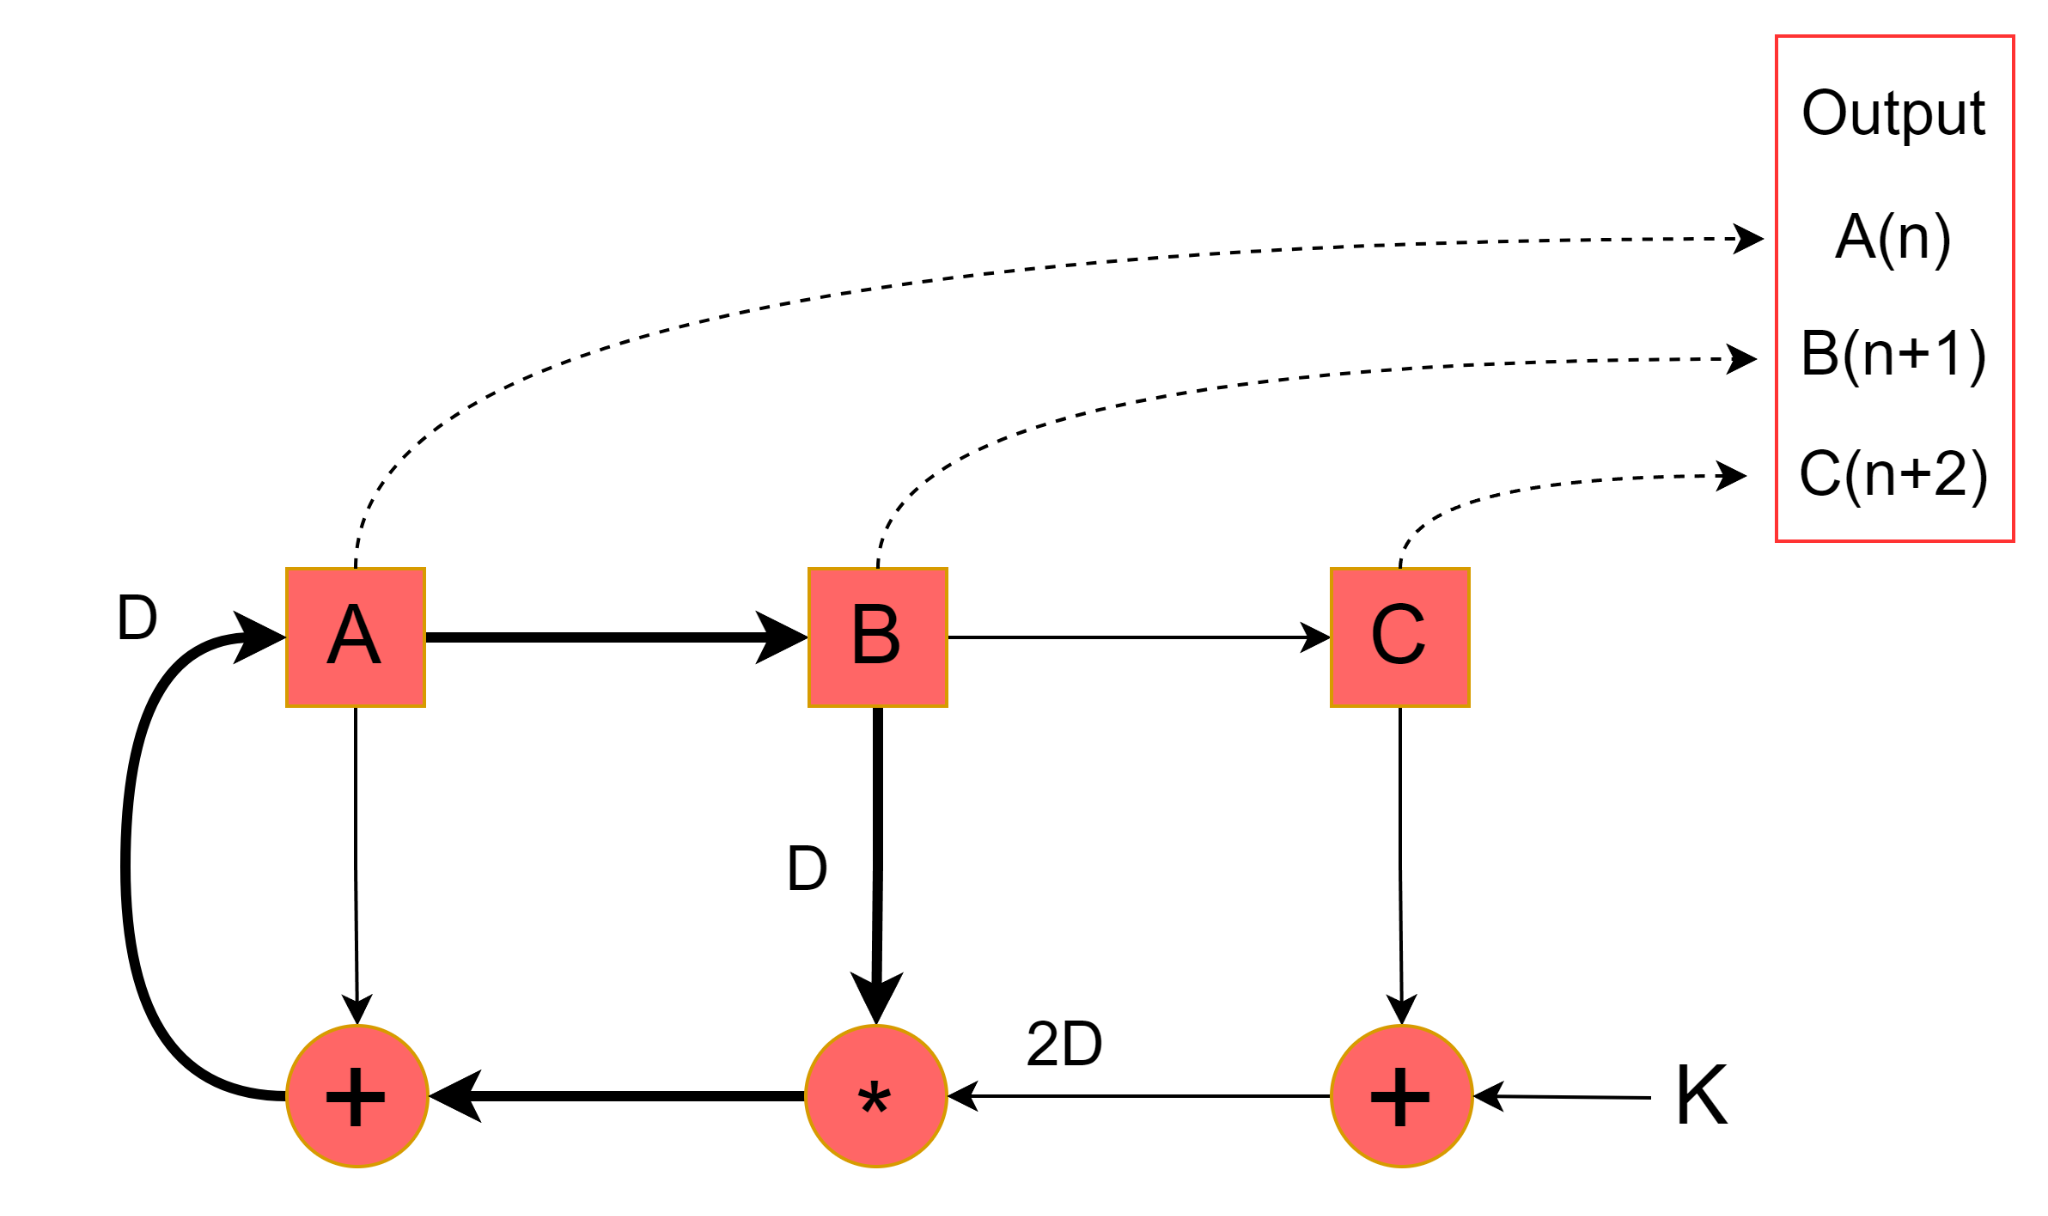 Output
A(n)
B(n+1)
C(n+2)
D
A
B
C
D
2D
+
*
+
K